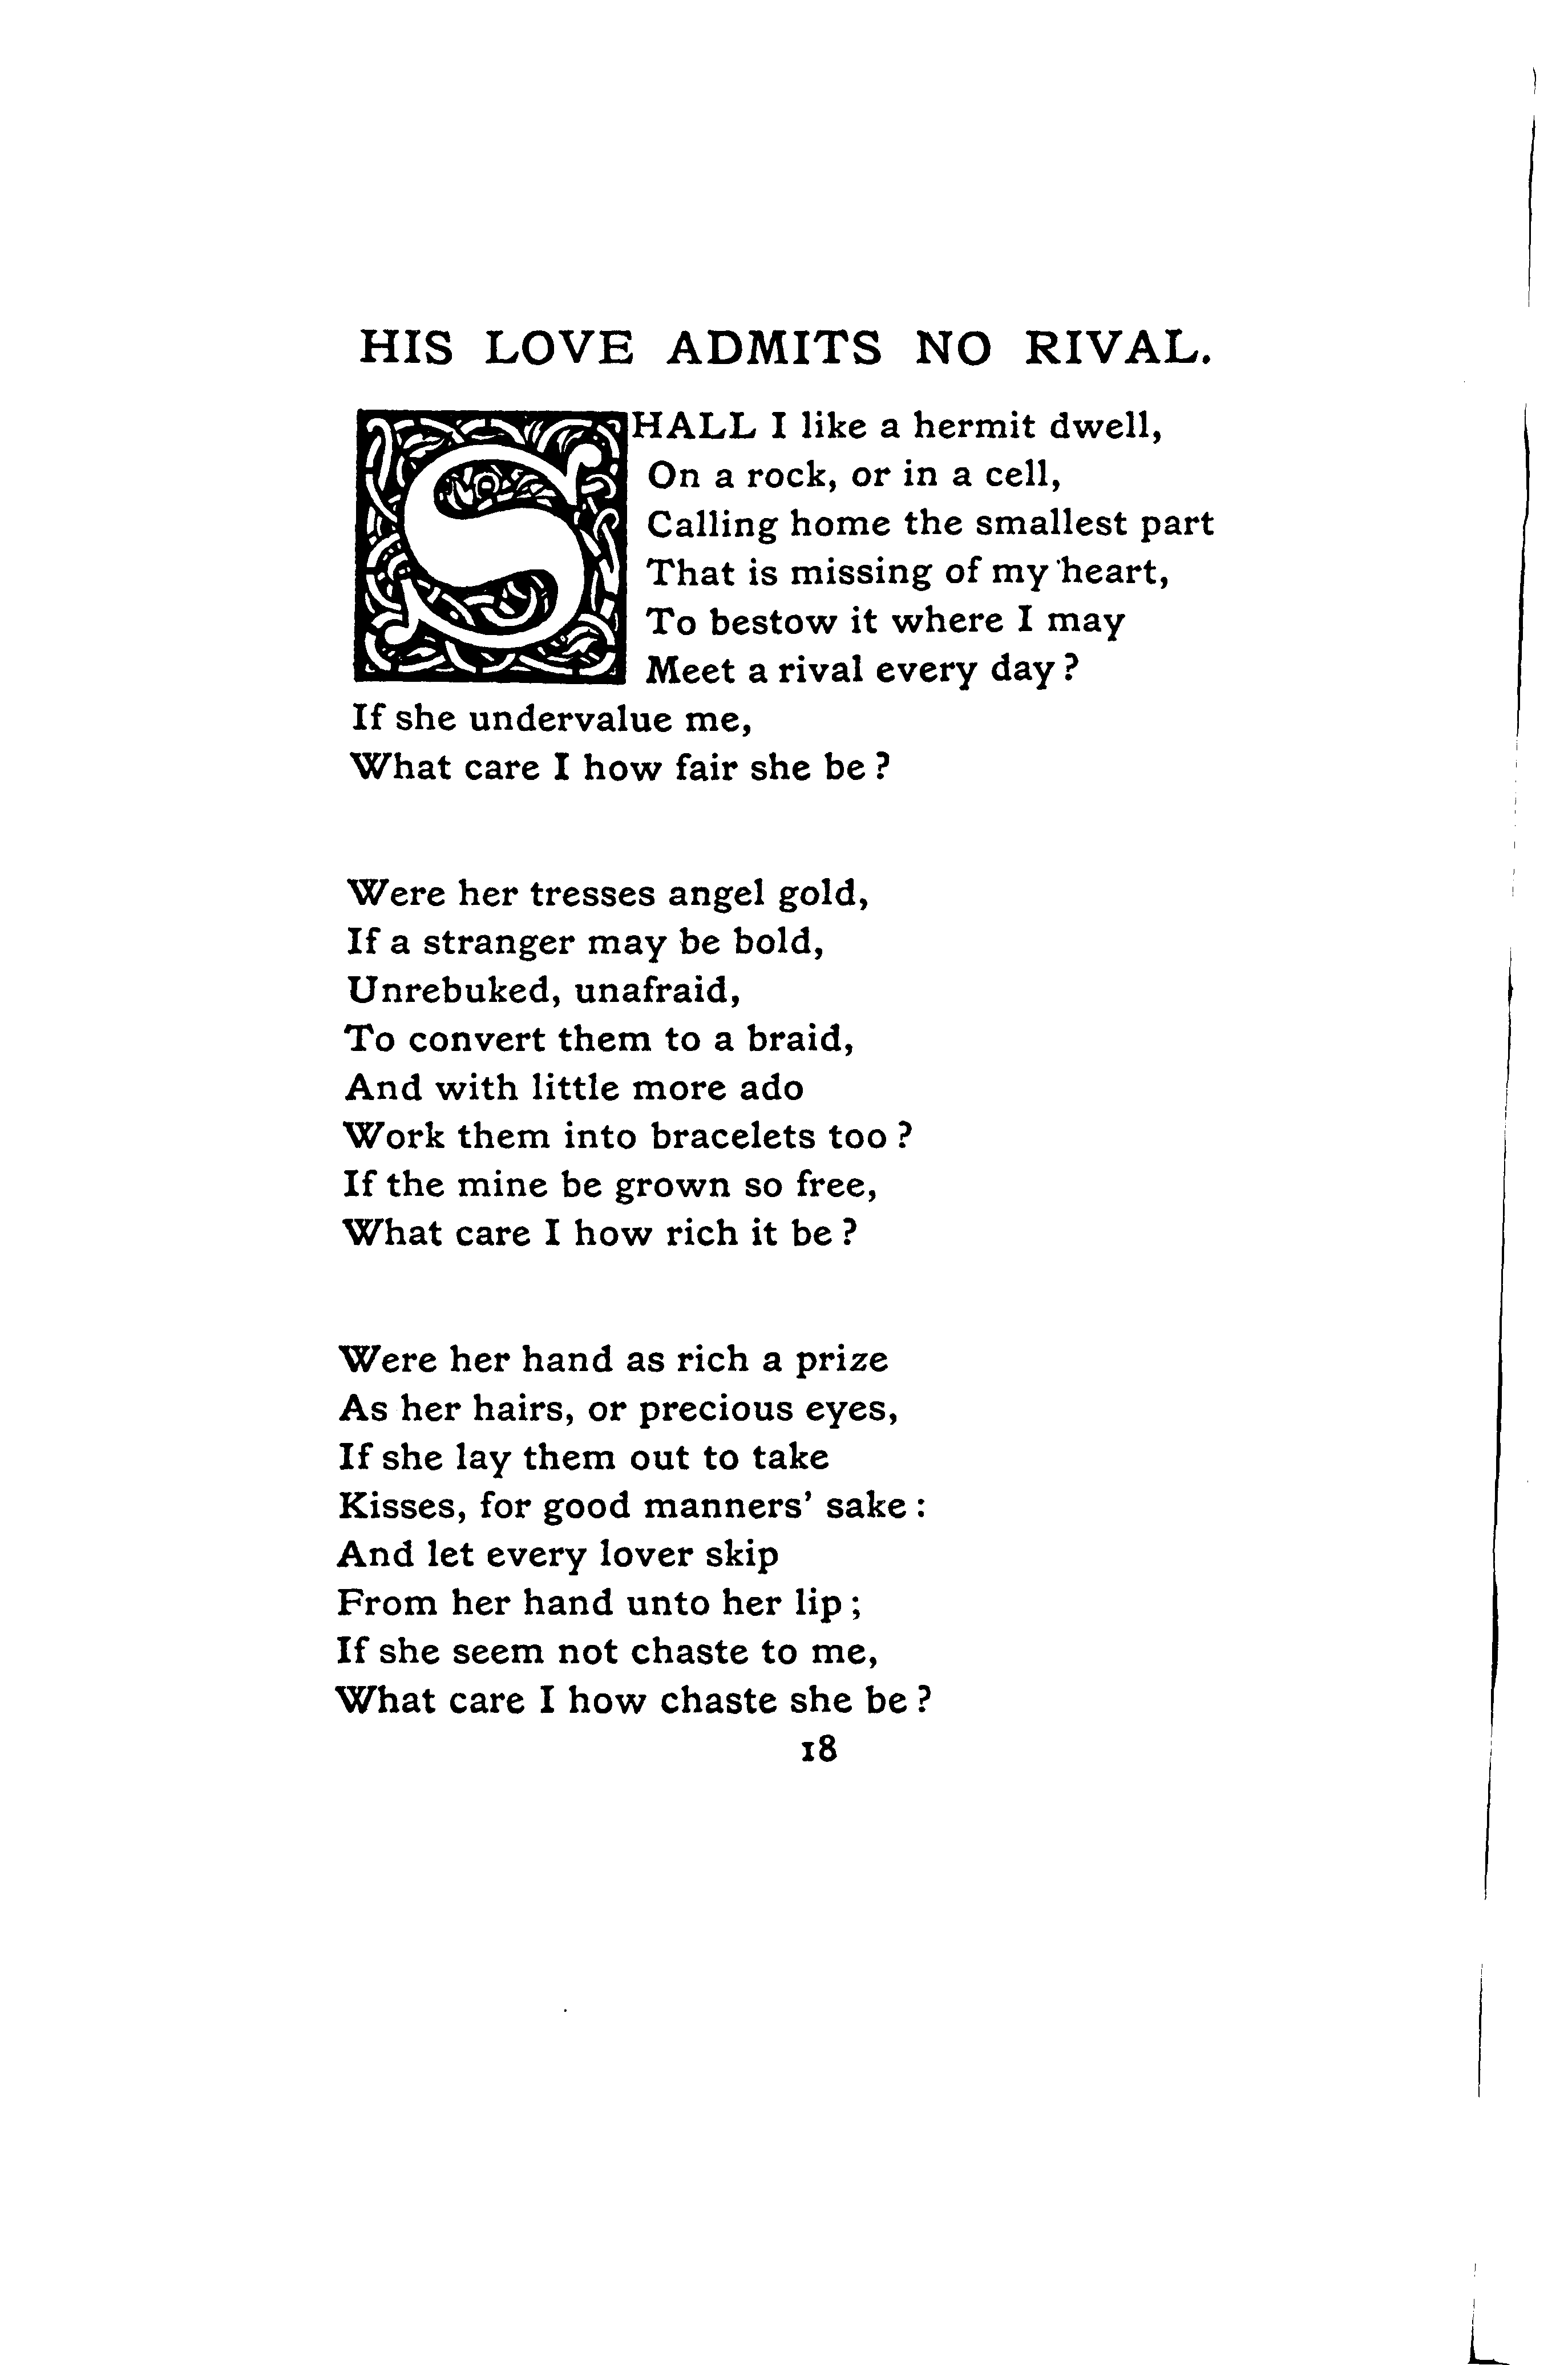 HIS LOVE ADMITS NO RIVAL.
SHALL I like a hermit dwell,
On a rock, or in a cell,
Calling home the smallest part
That is missing of my heart,
To bestow it where I may
Meet a rival every day?
If she undervalue me,
What care I how fair she be?
Were her tresses angel gold,
If a stranger may be bold,
Unrebuked, unafraid,
To convert them to a braid,
And with little more ado
Work them into bracelets too?
If the mine be grown so free,
What care I how rich it be?
Were her hand as rich a prize
As her hairs, or precious eyes,
If she lay them out to take
Kisses, for good manners' sake:
And let every lover skip
From her hand unto her lip;
If she seem not chaste to me,
What care I how chaste she be?
18